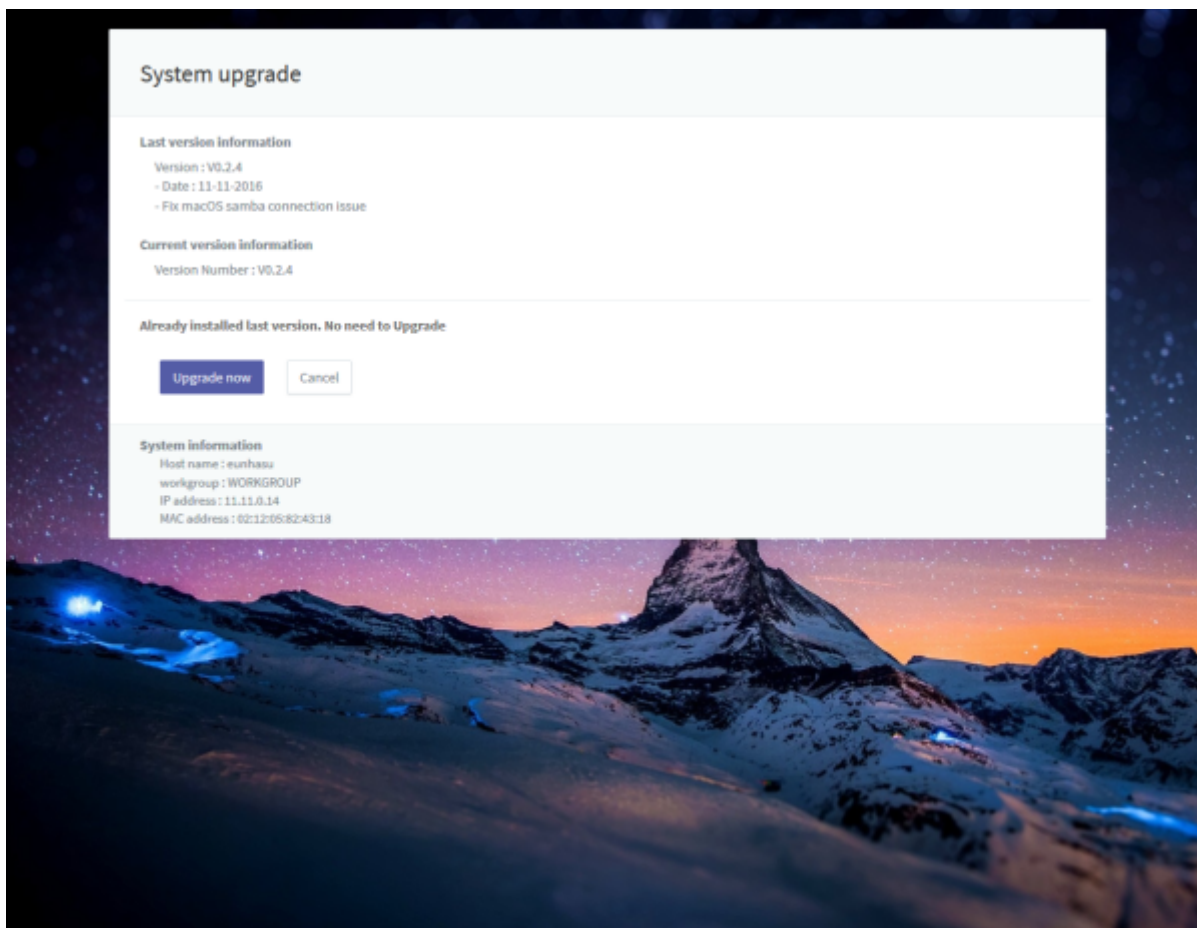 System upgrade
Last version information
Version : V0.2.4
- Date : 11-11-2016
- Fix macOS samba connection issue
Current version information
Version Number : V0.2.4
Already installed last version. No need to Upgrade
Upgrade now
Cancel
System information
Host name : eunhasu
workgroup : WORKGROUP
IP address : 11.11.0.14
MAC address : 02:12:05:82:43:18